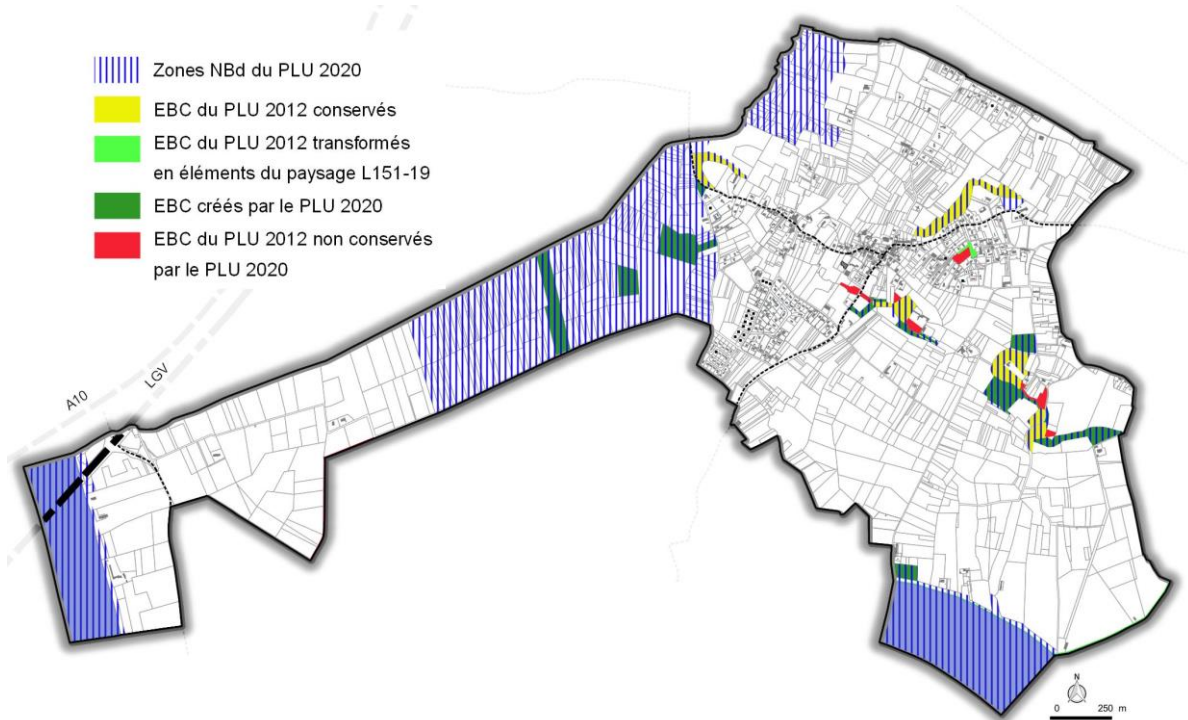 Zones NBd du PLU 2020
EBC du PLU 2012 conservés
EBC du PLU 2012 transformés
en éléments du paysage L151-19
EBC créés par le PLU 2020
EBC du PLU 2012 non conservés
par le PLU 2020
A10
LGV
N
0 250 m